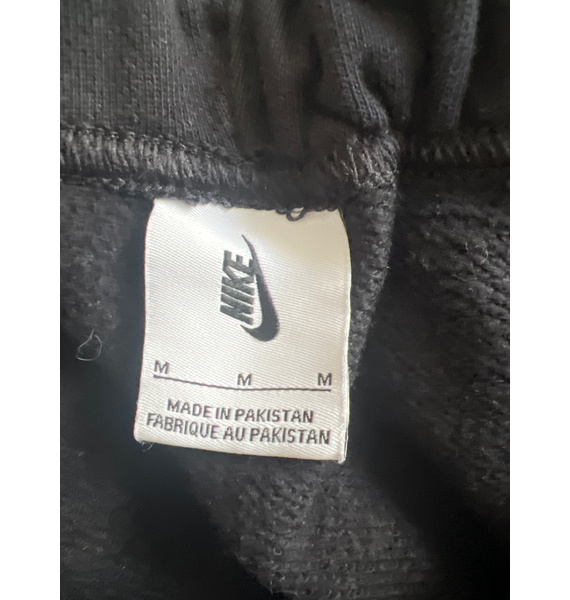 NIKE
M M M
MADE IN PAKISTAN
FABRIQUE AU PAKISTAN